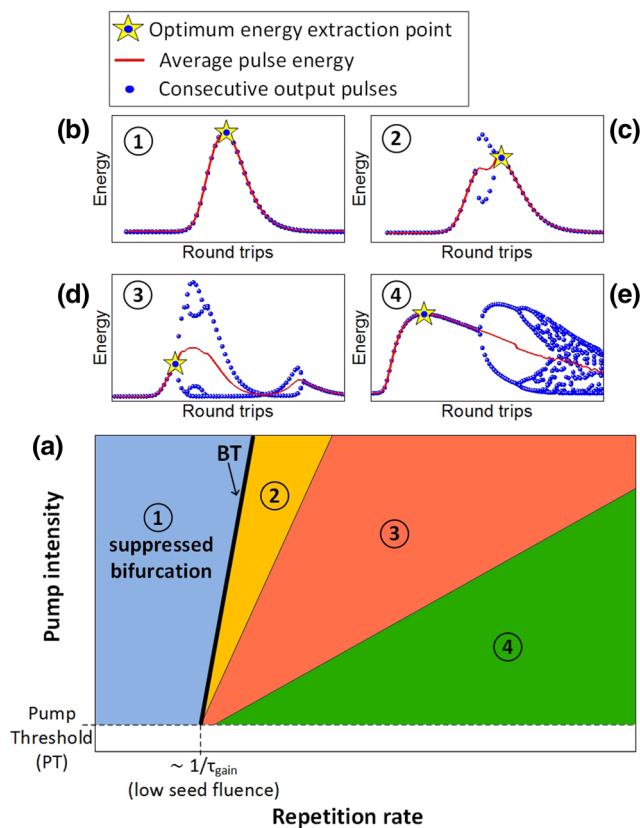 Optimum energy extraction point
Average pulse energy
Consecutive output pulses
(b)
①
Energy
Round trips
②
(c)
Energy
Round trips
(d)
③
Energy
Round trips
④
(e)
Energy
Round trips
(a)
BT
②
①
suppressed
bifurcation
③
④
Pump intensity
Pump
Threshold
(PT)
~ 1/τgain
(low seed fluence)
Repetition rate